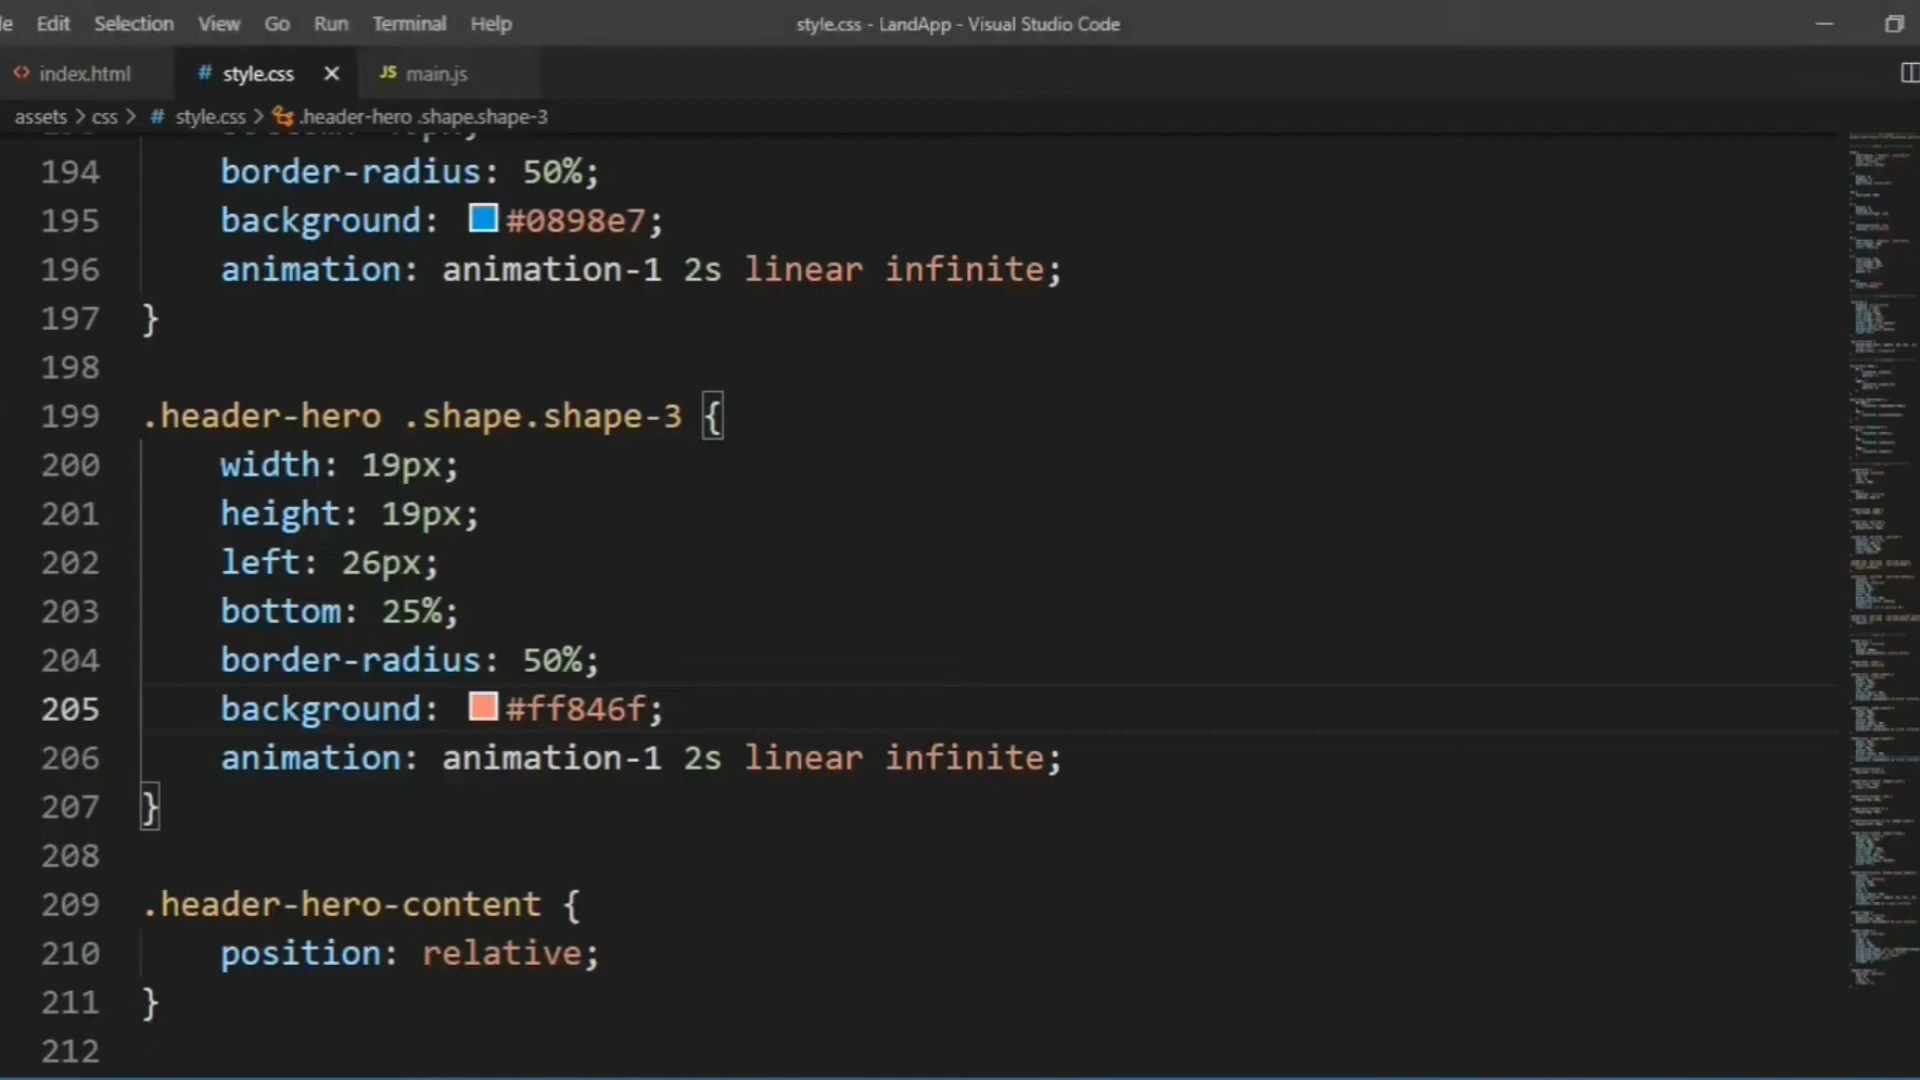 Edit Selection View Go Run Terminal Help style.css - LandApp - Visual Studio Code
index.html # style.css × JS main.js
assets > css > # style.css > .header-hero .shape.shape-3
194 border-radius: 50%;
195 background: #0898e7;
196 animation: animation-1 2s linear infinite;
197 }
198
199 .header-hero .shape.shape-3 {
200 width: 19px;
201 height: 19px;
202 left: 26px;
203 bottom: 25%;
204 border-radius: 50%;
205 background: #ff846f;
206 animation: animation-1 2s linear infinite;
207 }
208
209 .header-hero-content {
210 position: relative;
211 }
212